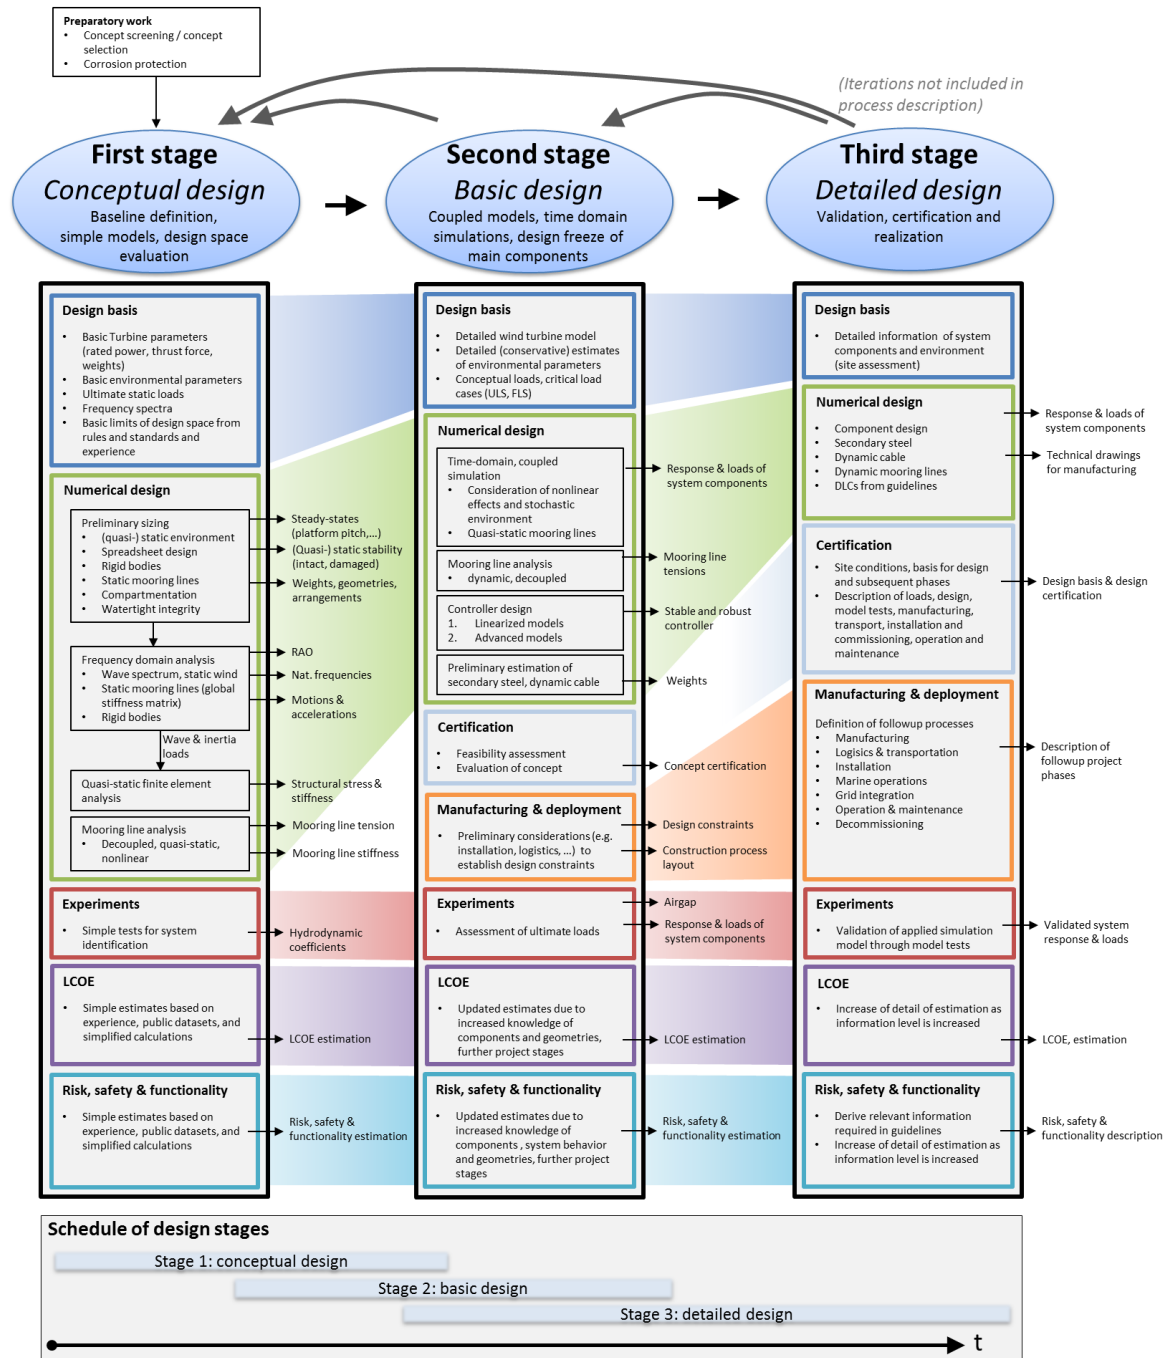 Preparatory work
• Concept screening / concept
selection
• Corrosion protection
(Iterations not included in
process description)
First stage
Conceptual design
Baseline definition,
simple models, design space
evaluation
Second stage
Basic design
Coupled models, time domain
simulations, design freeze of
main components
Third stage
Detailed design
Validation, certification and
realization
Design basis
• Basic Turbine parameters
(rated power, thrust force,
weights)
• Basic environmental parameters
• Ultimate static loads
• Frequency spectra
• Basic limits of design space from
rules and standards and
experience
Numerical design
Preliminary sizing
• (quasi-) static environment
• Spreadsheet design
• Rigid bodies
• Static mooring lines
• Compartmentation
• Watertight integrity
Steady-states
(platform pitch,...)
(Quasi-) static stability
(intact, damaged)
Weights, geometries,
arrangements
Frequency domain analysis
• Wave spectrum, static wind
• Static mooring lines (global
stiffness matrix)
• Rigid bodies
RAO
Nat. frequencies
Motions &
accelerations
Wave & inertia
loads
Quasi-static finite element
analysis
Structural stress &
stiffness
Mooring line analysis
• Decoupled, quasi-static,
nonlinear
Mooring line tension
Mooring line stiffness
Experiments
• Simple tests for system
identification
Hydrodynamic
coefficients
LCOE
• Simple estimates based on
experience, public datasets, and
simplified calculations
LCOE estimation
Risk, safety & functionality
• Simple estimates based on
experience, public datasets, and
simplified calculations
Risk, safety &
functionality estimation
Design basis
• Detailed wind turbine model
• Detailed (conservative) estimates
of environmental parameters
• Conceptual loads, critical load
cases (ULS, FLS)
Numerical design
Time-domain, coupled
simulation
• Consideration of nonlinear
effects and stochastic
environment
• Quasi-static mooring lines
Response & loads of
system components
Mooring line analysis
• dynamic, decoupled
Mooring line
tensions
Controller design
1. Linearized models
2. Advanced models
Stable and robust
controller
Preliminary estimation of
secondary steel, dynamic cable
Weights
Certification
• Feasibility assessment
• Evaluation of concept
Concept certification
Manufacturing & deployment
• Preliminary considerations (e.g.
installation, logistics, ...) to
establish design constraints
Design constraints
Construction process
layout
Experiments
• Assessment of ultimate loads
Airgap
Response & loads of
system components
LCOE
• Updated estimates due to
increased knowledge of
components and geometries,
further project stages
LCOE estimation
Risk, safety & functionality
• Updated estimates due to
increased knowledge of
components , system behavior
and geometries, further project
stages
Risk, safety &
functionality estimation
Design basis
• Detailed information of system
components and environment
(site assessment)
Numerical design
• Component design
• Secondary steel
• Dynamic cable
• Dynamic mooring lines
• DLCs from guidelines
Response & loads of
system components
Technical drawings
for manufacturing
Certification
• Site conditions, basis for design
and subsequent phases
• Description of loads, design,
model tests, manufacturing,
transport, installation and
commissioning, operation and
maintenance
Design basis & design
certification
Manufacturing & deployment
Definition of followup processes
• Manufacturing
• Logisics & transportation
• Installation
• Marine operations
• Grid integration
• Operation & maintenance
• Decommissioning
Description of
followup project
phases
Experiments
• Validation of applied simulation
model through model tests
Validated system
response & loads
LCOE
• Increase of detail of estimation as
information level is increased
LCOE, estimation
Risk, safety & functionality
• Derive relevant information
required in guidelines
• Increase of detail of estimation as
information level is increased
Risk, safety &
functionality description
Schedule of design stages
Stage 1: conceptual design
Stage 2: basic design
Stage 3: detailed design
t